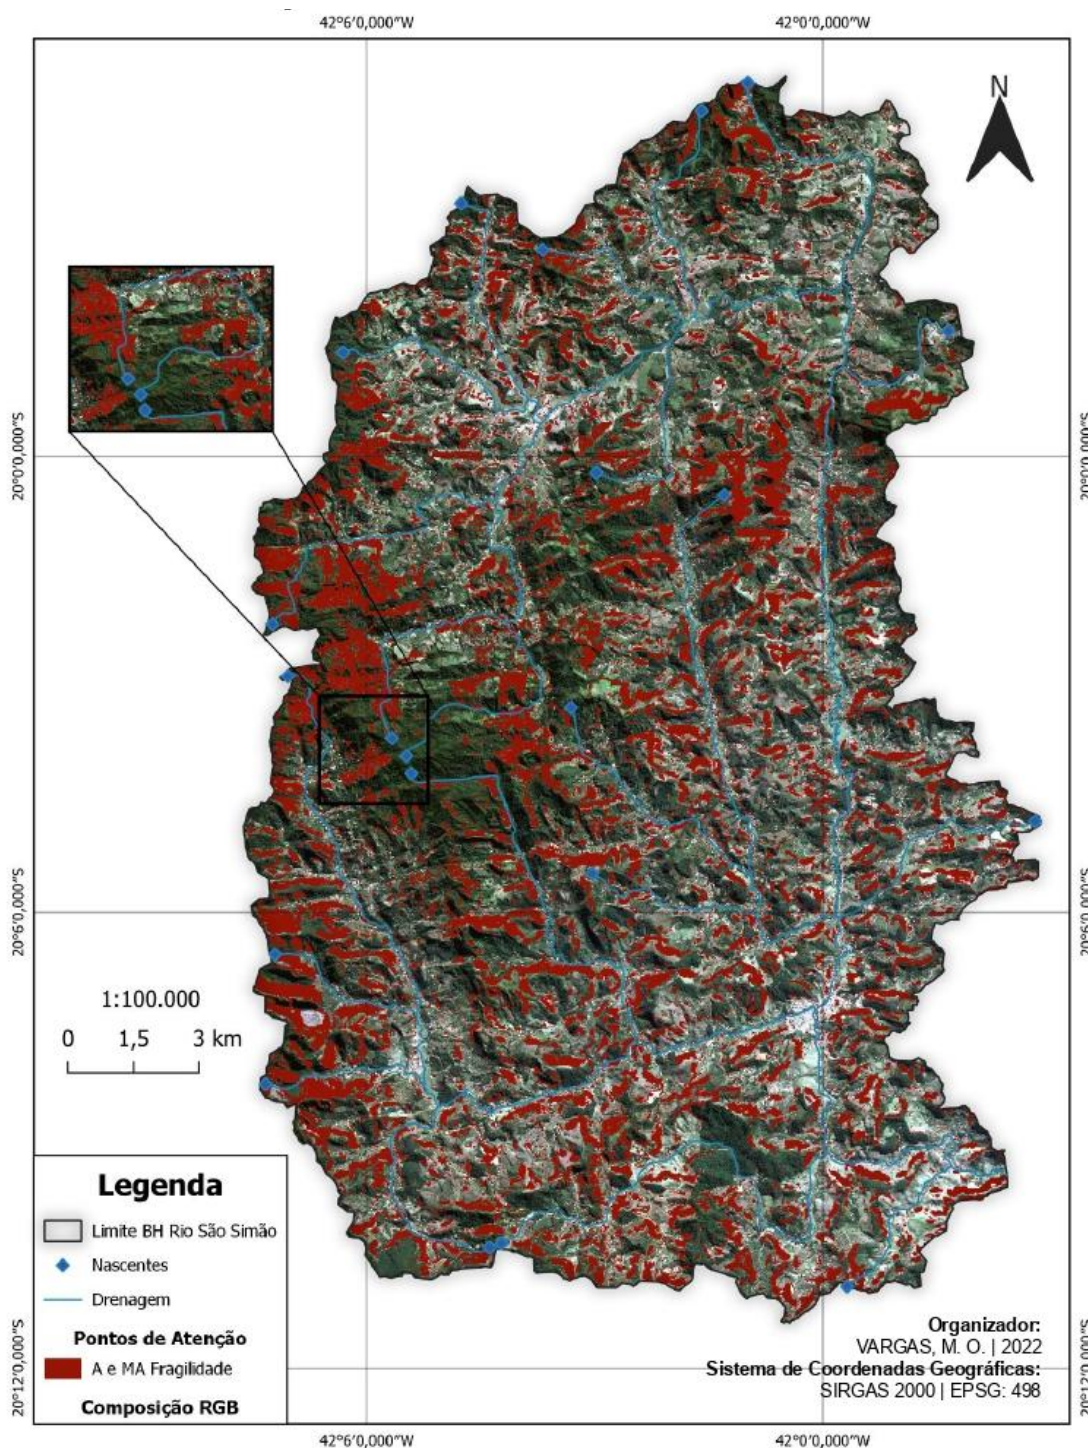 42°6'0,000"W
42°0'0,000"W
N
20°0'0,000"S
20°0'0,000"S
20°6'0,000"S
20°6'0,000"S
1:100.000
0 1,5 3 km
Legenda
Limite BH Rio São Simão
Nascentes
Drenagem
Pontos de Atenção
A e MA Fragilidade
Composição RGB
Organizador:
VARGAS, M. O. | 2022
Sistema de Coordenadas Geográficas:
SIRGAS 2000 | EPSG: 498
20°12'0,000"S
20°12'0,000"S
42°6'0,000"W
42°0'0,000"W